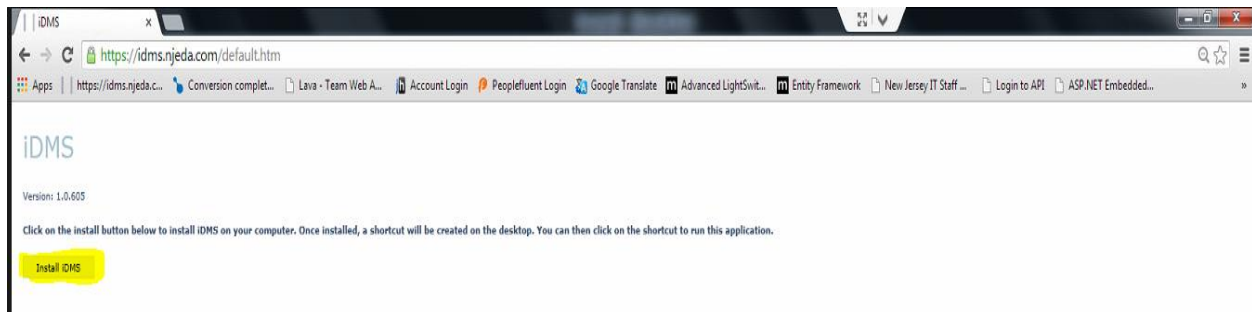 iDMS
https://idms.njeda.com/default.htm
Apps https://idms.njeda.c... Conversion complet... Lava - Team Web A... Account Login Peoplefluent Login Google Translate Advanced LightSwit... Entity Framework New Jersey IT Staff ... Login to API ASP.NET Embedded... »
iDMS
Version: 1.0.605
Click on the install button below to install iDMS on your computer. Once installed, a shortcut will be created on the desktop. You can then click on the shortcut to run this application.
Install iDMS